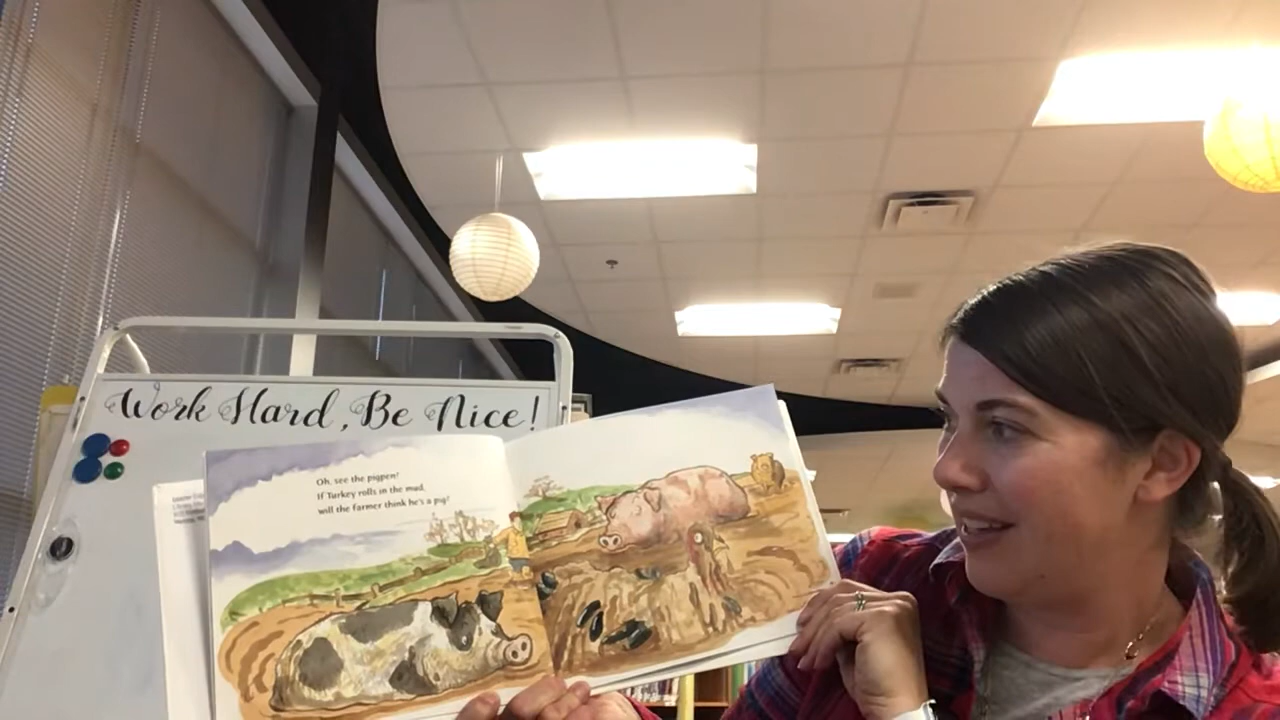 Work Hard, Be Nice!
Oh, see the pigpen!
If Turkey rolls in the mud,
will the farmer think he's a pig?